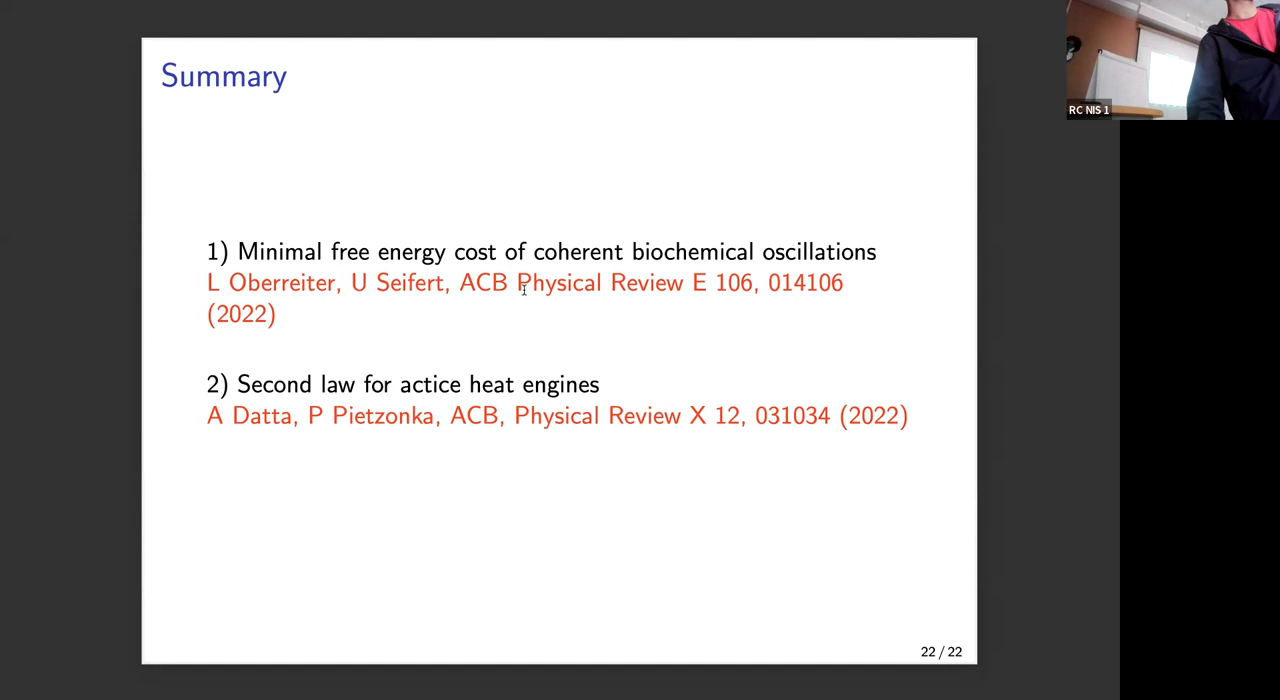 Summary
RC NIS 1
1) Minimal free energy cost of coherent biochemical oscillations
L Oberreiter, U Seifert, ACB Physical Review E 106, 014106
(2022)
2) Second law for actice heat engines
A Datta, P Pietzonka, ACB, Physical Review X 12, 031034 (2022)
22 / 22